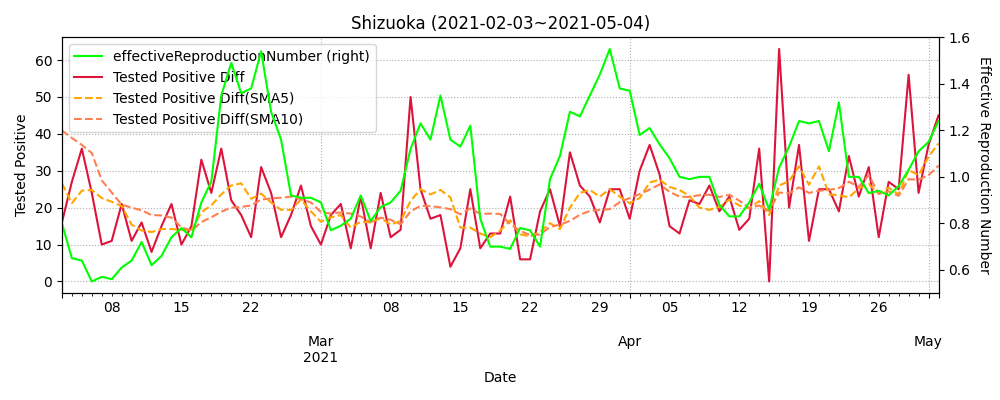 Shizuoka (2021-02-03~2021-05-04)
effectiveReproductionNumber (right)
Tested Positive Diff
Tested Positive Diff(SMA5)
Tested Positive Diff(SMA10)
Tested Positive
60
50
40
30
20
10
0
Effective Reproduction Number
1.6
1.4
1.2
1.0
0.8
0.6
08 15 22 08 15 22 29 05 12 19 26
Mar Apr May
2021
Date